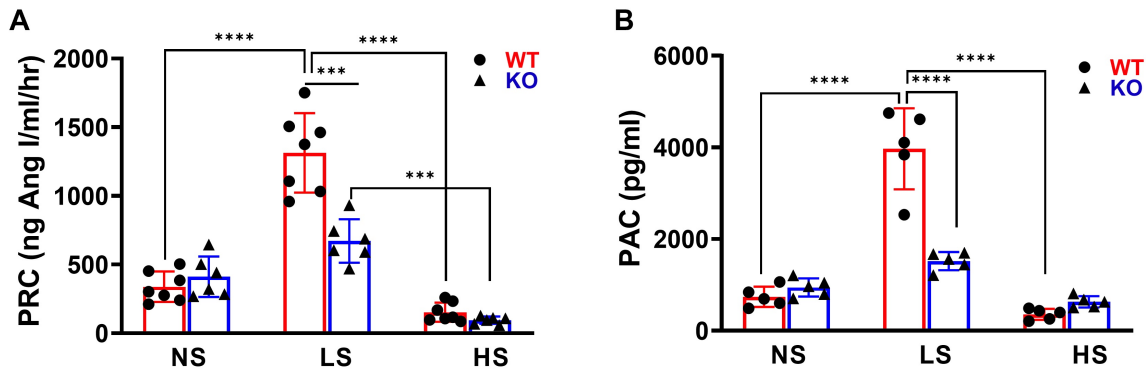 A
PRC (ng Ang I/ml/hr)
2000
1500
1000
500
0
****
****
***
***
WT
KO
NS
LS
HS
B
PAC (pg/ml)
6000
4000
2000
0
****
****
****
WT
KO
NS
LS
HS